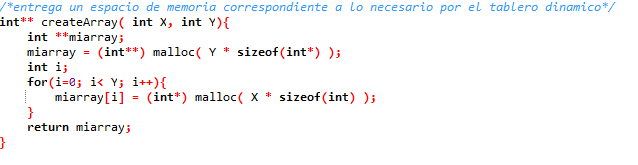 /*entrega un espacio de memoria correspondiente a lo necesario por el tablero dinamico*/
int** createArray( int X, int Y){
    int **miarray;
    miarray = (int**) malloc( Y * sizeof(int*) );
    int i;
    for(i=0; i< Y; i++){
        miarray[i] = (int*) malloc( X * sizeof(int) );
    }
    return miarray;
}